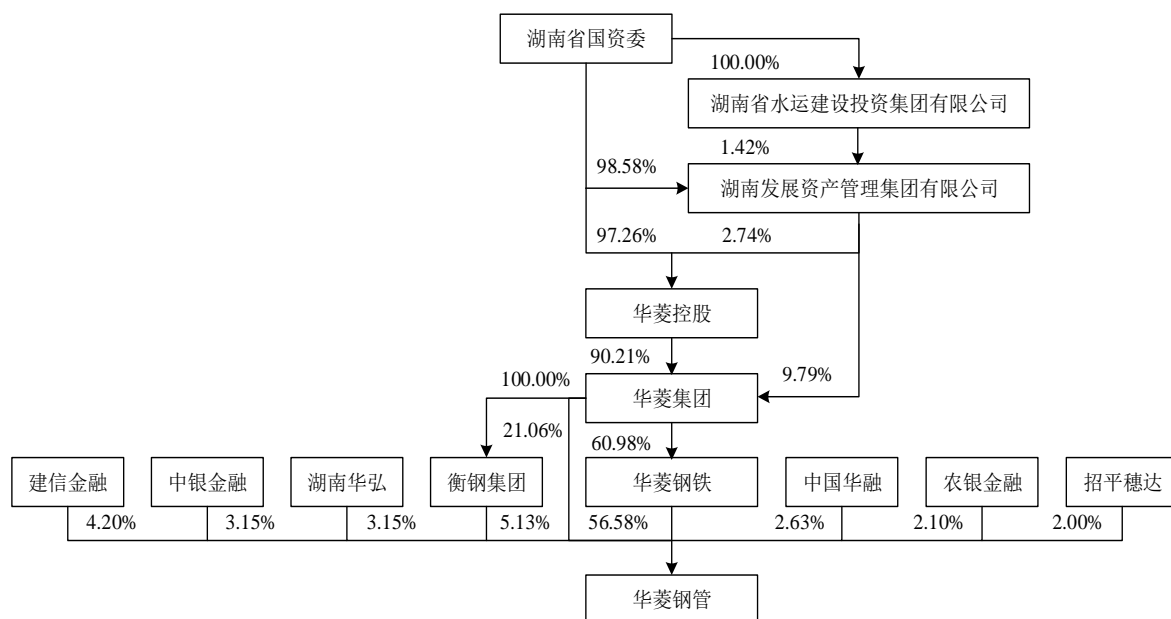 湖南省国资委
100.00%
湖南省水运建设投资集团有限公司
1.42%
98.58%
湖南发展资产管理集团有限公司
97.26%
2.74%
华菱控股
90.21%
9.79%
100.00%
华菱集团
21.06%
60.98%
建信金融
中银金融
湖南华弘
衡钢集团
华菱钢铁
中国华融
农银金融
招平穗达
4.20%
3.15%
3.15%
5.13%
56.58%
2.63%
2.10%
2.00%
华菱钢管